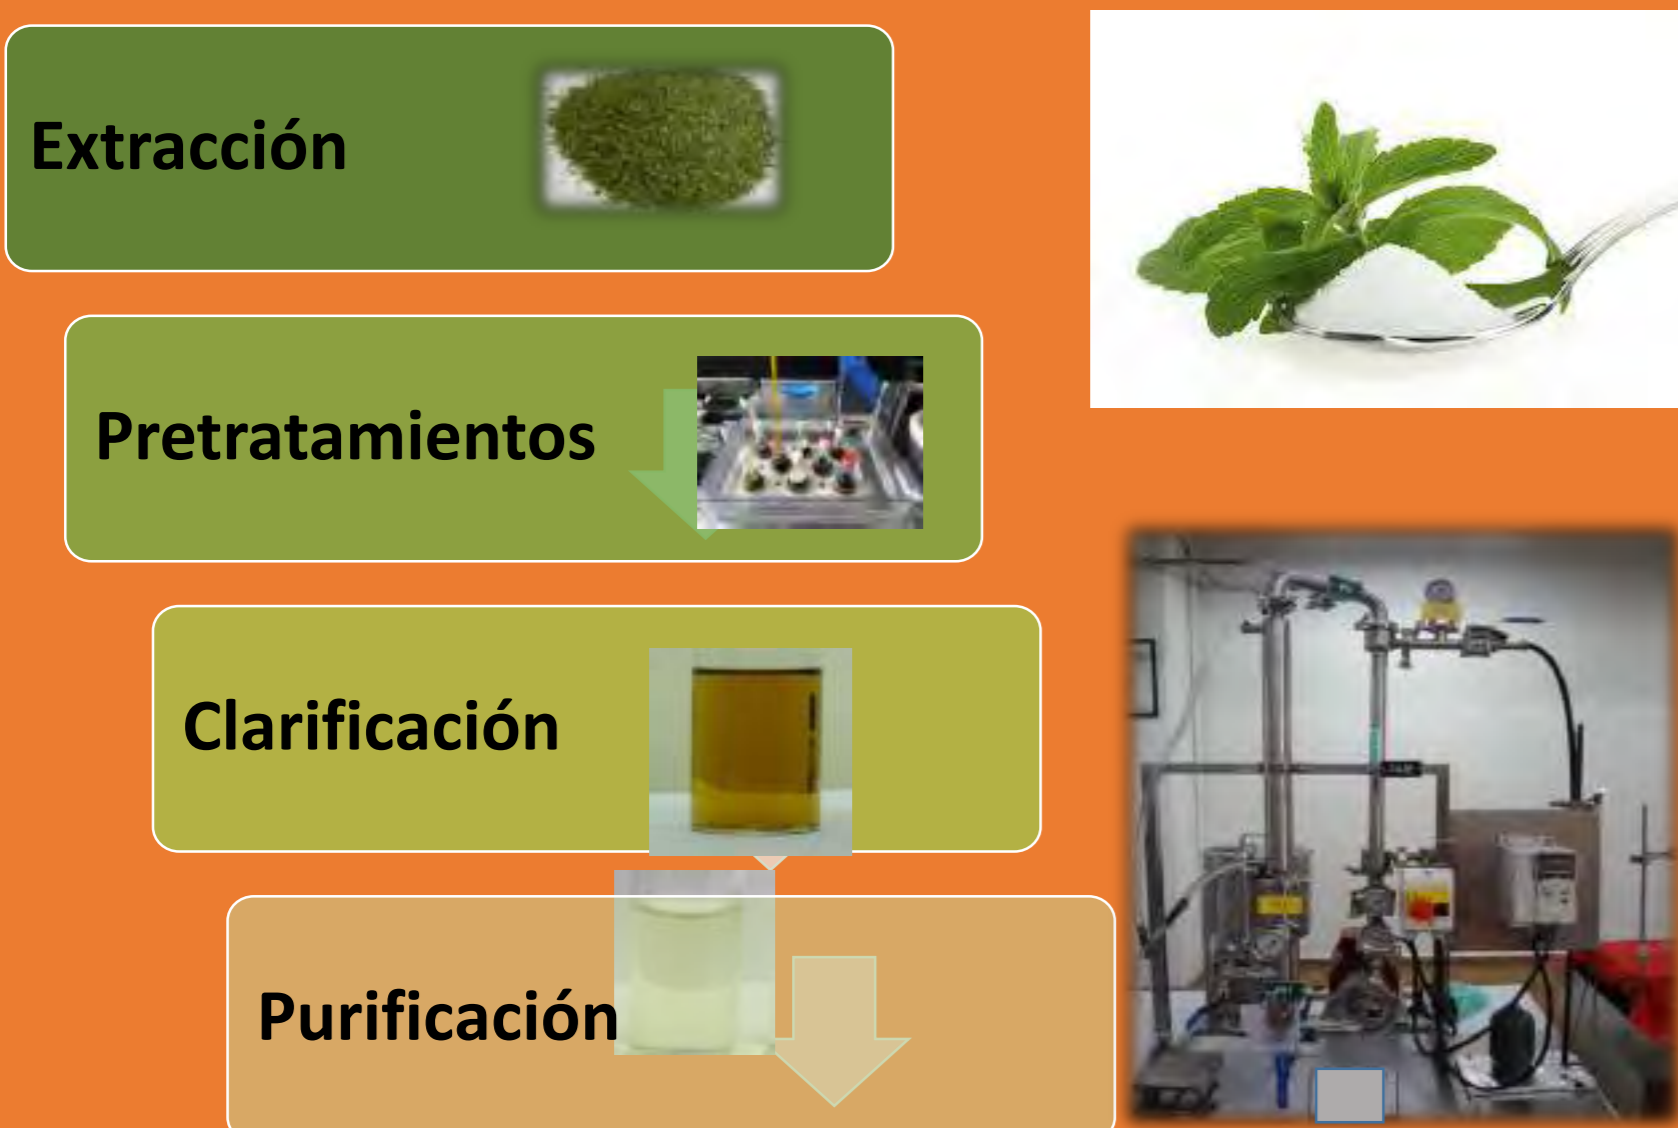 Extracción
Pretratamientos
Clarificación
Purificación